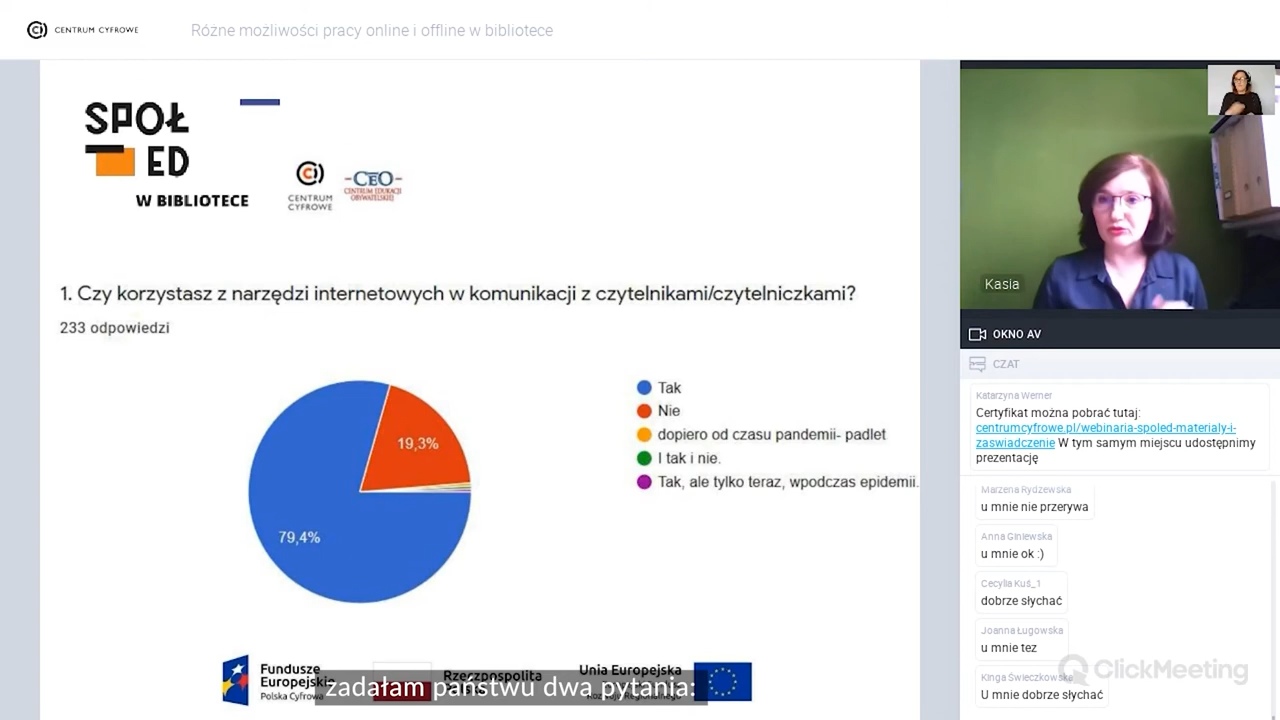 CENTRUM CYFROWE
Różne możliwości pracy online i offline w bibliotece
SPOŁ
ED
W BIBLIOTECE
CENTRUM
CYFROWE
CEO
CENTRUM EDUKACJI
OBYWATELSKIEJ
1. Czy korzystasz z narzędzi internetowych w komunikacji z czytelnikami/czytelniczkami?
233 odpowiedzi
19,3%
79,4%
Tak
Nie
dopiero od czasu pandemii- padlet
I tak i nie.
Tak, ale tylko teraz, wpodczas epidemii.
Fundusze
Europejskie
Polska Cyfrowa
Rzeczpospolita
Unia Europejska
zadałam państwu dwa pytania:
Kasia
OKNO AV
CZAT
Katarzyna Werner
Certyfikat można pobrać tutaj:
centrumcyfrowe.pl/webinaria-spoled-materialy-i-
zaswiadczenie W tym samym miejscu udostępnimy
prezentację
Marzena Rydzewska
u mnie nie przerywa
Anna Giniewska
u mnie ok :)
Cecylia Kuś_1
dobrze słychać
Joanna Ługowska
u mnie tez
Kinga Świeczkowska
U mnie dobrze słychać
ClickMeeting